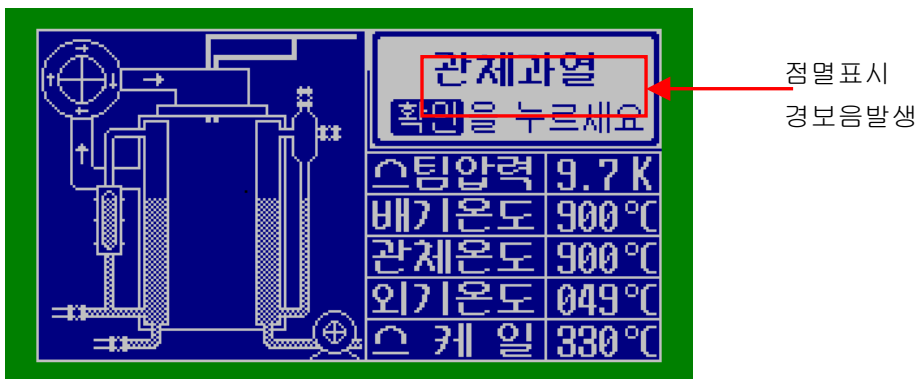 관체과열
확인을 누르세요
스팀압력 9.7K
배기온도 900℃
관체온도 900℃
외기온도 049℃
스케일 330℃
점멸표시
경보음발생